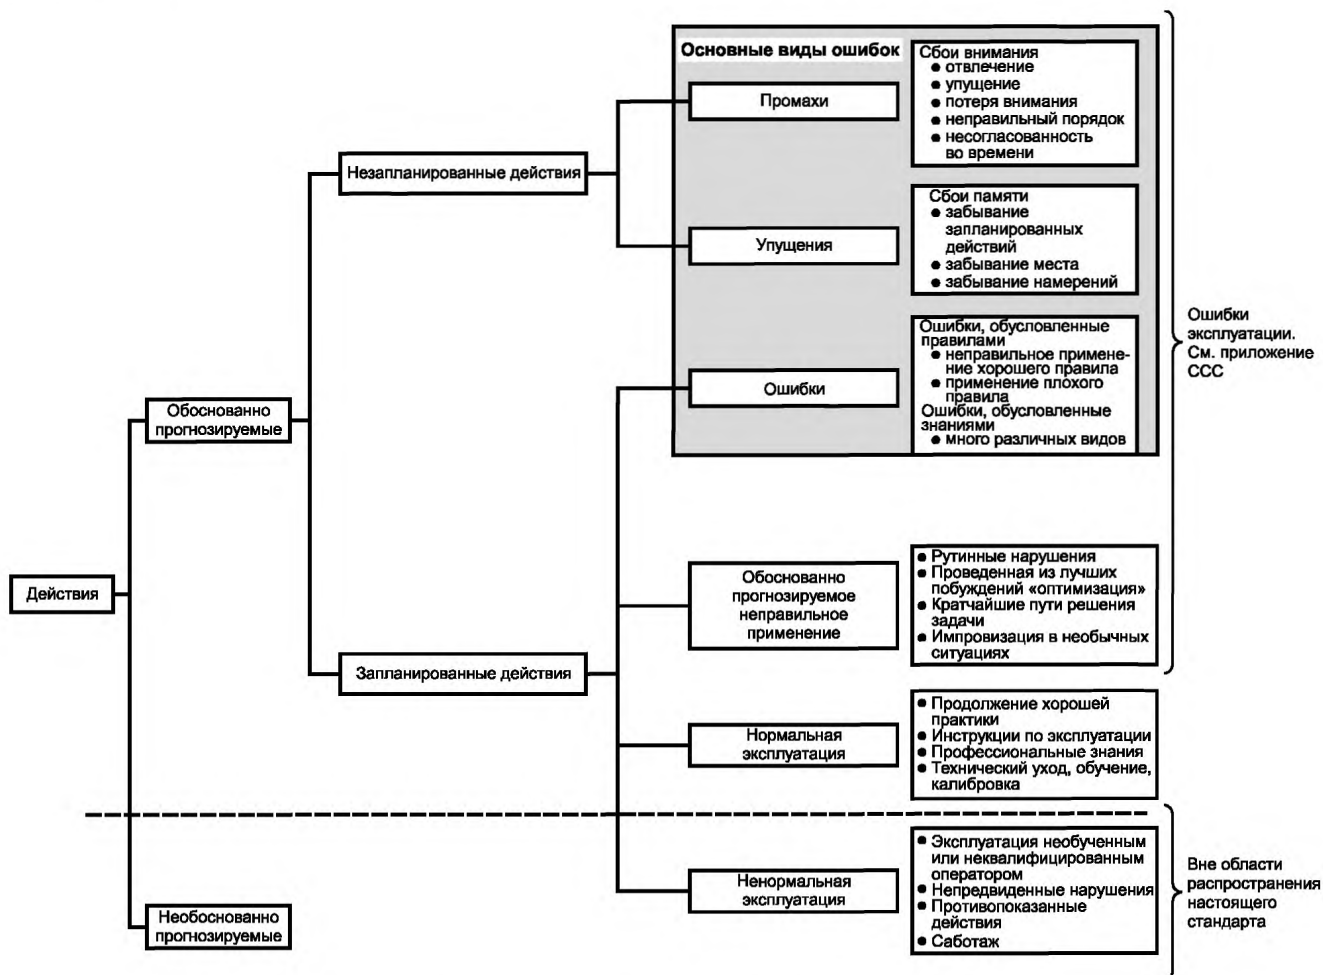 Основные виды ошибок
Промахи
Сбои внимания
● отвлечение
● упущение
● потеря внимания
● неправильный порядок
● несогласованность
во времени
Незапланированные действия
Упущения
Сбои памяти
● забывание
запланированных
действий
● забывание места
● забывание намерений
Ошибки
эксплуатации.
См. приложение
ССС
Ошибки
Ошибки, обусловленные
правилами
● неправильное примене-
ние хорошего правила
● применение плохого
правила
Ошибки, обусловленные
знаниями
● много различных видов
Обоснованно
прогнозируемые
Действия
Обоснованно
прогнозируемое
неправильное
применение
● Рутинные нарушения
● Проведенная из лучших
побуждений «оптимизация»
● Кратчайшие пути решения
задачи
● Импровизация в необычных
ситуациях
Запланированные действия
Нормальная
эксплуатация
● Продолжение хорошей
практики
● Инструкции по эксплуатации
● Профессиональные знания
● Технический уход, обучение,
калибровка
Ненормальная
эксплуатация
● Эксплуатация необученным
или неквалифицированным
оператором
● Непредвиденные нарушения
● Противопоказанные
действия
● Саботаж
Вне области
распространения
настоящего
стандарта
Необоснованно
прогнозируемые